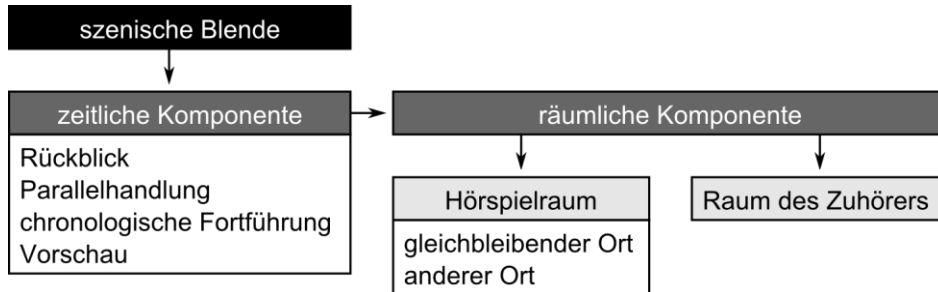 szenische Blende
zeitliche Komponente
Rückblick
Parallelhandlung
chronologische Fortführung
Vorschau
räumliche Komponente
Hörspielraum
gleichbleibender Ort
anderer Ort
Raum des Zuhörers